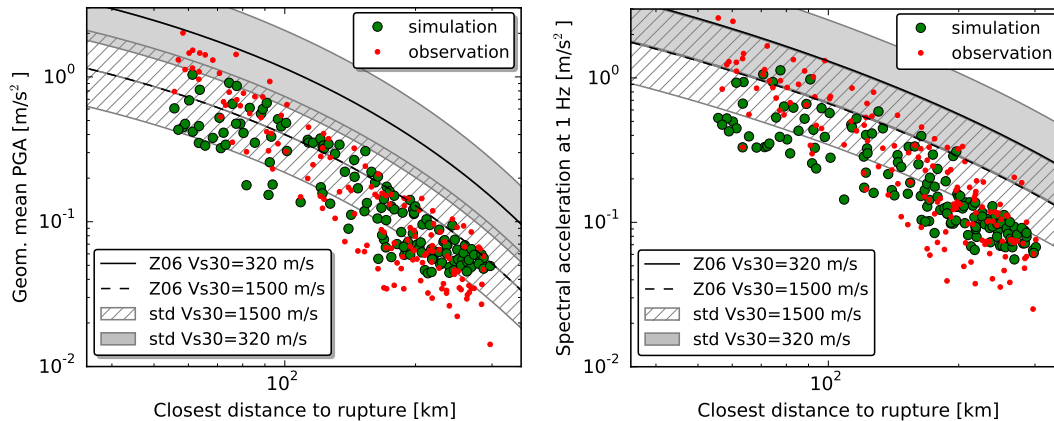 simulation
observation
Geom. mean PGA [m/s²]
10⁰
10⁻¹
10⁻²
Z06 Vs30=320 m/s
Z06 Vs30=1500 m/s
std Vs30=1500 m/s
std Vs30=320 m/s
10²
Closest distance to rupture [km]
simulation
observation
Spectral acceleration at 1 Hz [m/s²]
10⁰
10⁻¹
10⁻²
Z06 Vs30=320 m/s
Z06 Vs30=1500 m/s
std Vs30=1500 m/s
std Vs30=320 m/s
10²
Closest distance to rupture [km]